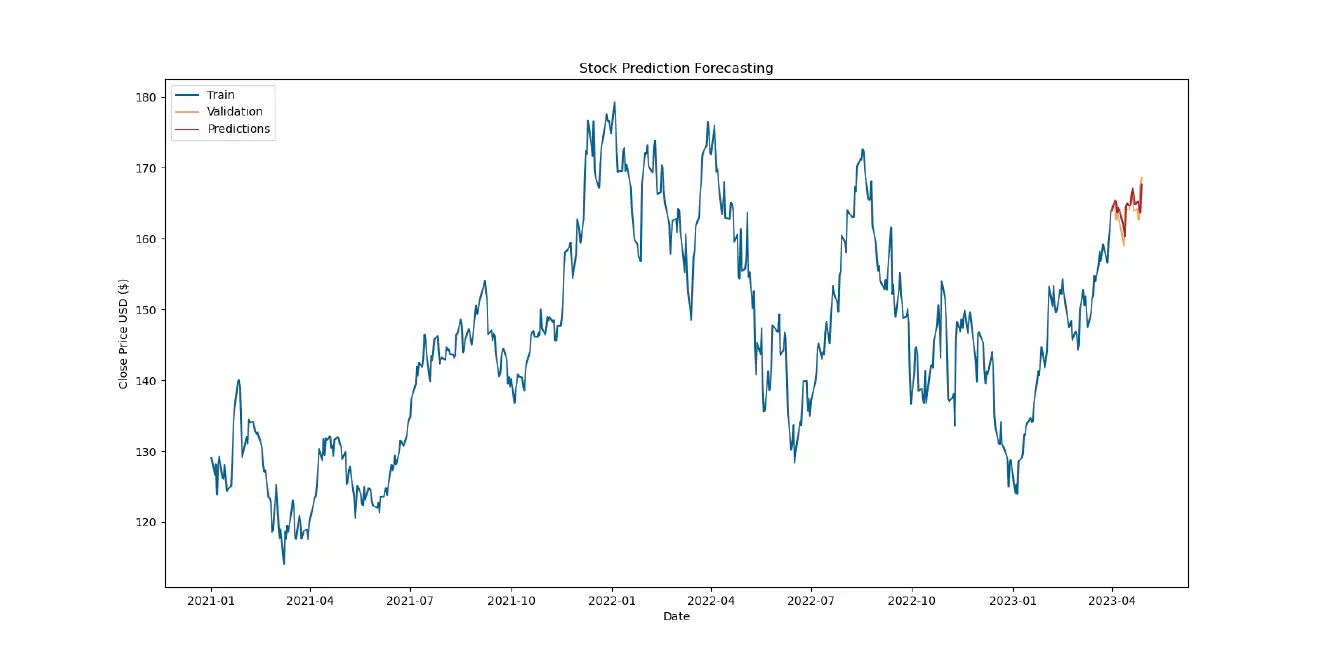 Stock Prediction Forecasting
Train
Validation
Predictions
180
170
160
150
140
130
120
Close Price USD ($)
2021-01 2021-04 2021-07 2021-10 2022-01 2022-04 2022-07 2022-10 2023-01 2023-04
Date